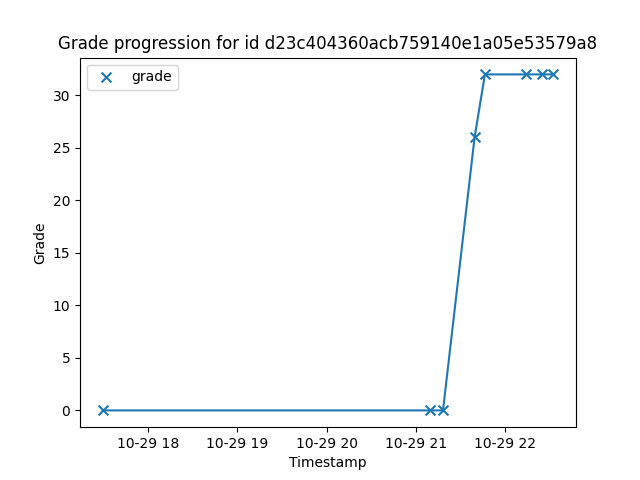 Grade progression for id d23c404360acb759140e1a05e53579a8
grade
30
25
20
15
10
5
0
Grade
10-29 18 10-29 19 10-29 20 10-29 21 10-29 22
Timestamp